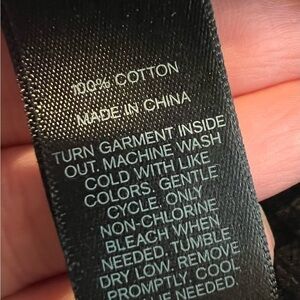 100% COTTON
MADE IN CHINA
TURN GARMENT INSIDE
OUT. MACHINE WASH
COLD WITH LIKE
COLORS. GENTLE
CYCLE. ONLY
NON-CHLORINE
BLEACH WHEN
NEEDED. TUMBLE
DRY LOW. REMOVE
PROMPTLY. COOL
NEEDED.